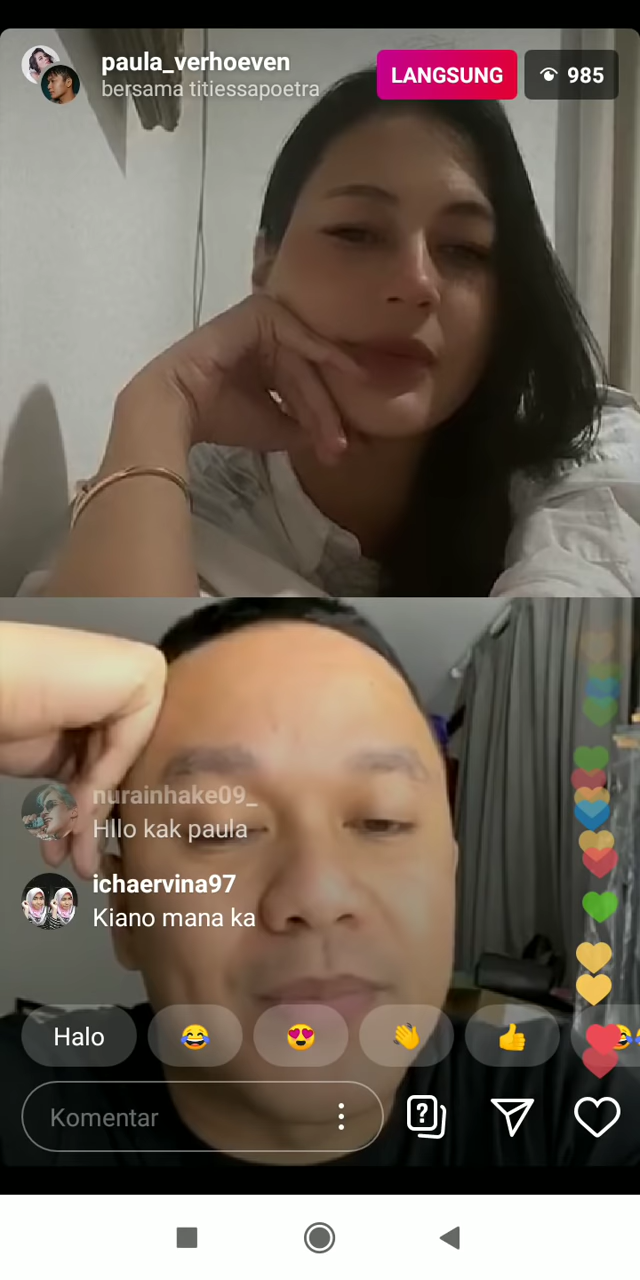 paula_verhoeven
bersama titiessapoetra
LANGSUNG
985
nurainhake09_
Hllo kak paula
ichaervina97
Kiano mana ka
Halo
Komentar